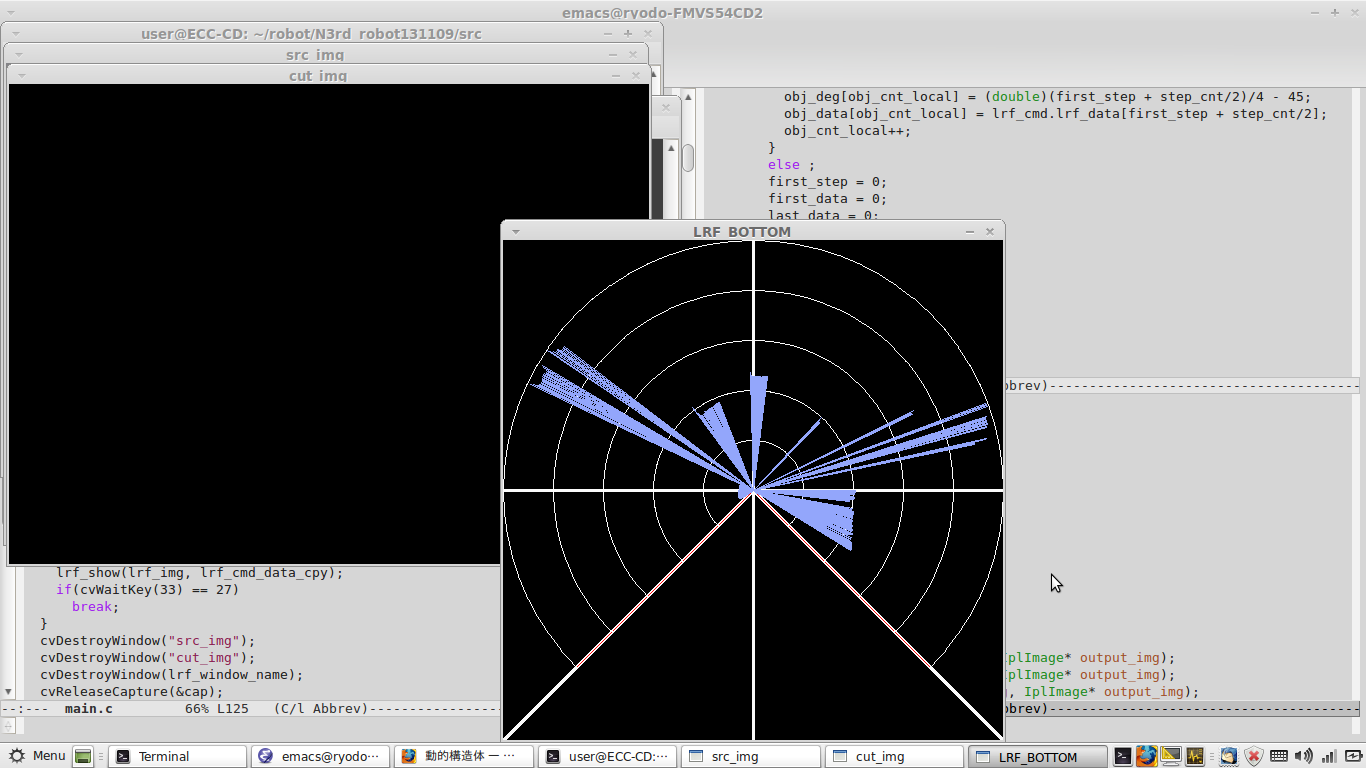 emacs@ryodo-FMVS54CD2
user@ECC-CD: ~/robot/N3rd_robot131109/src
src_img
cut_img
obj_deg[obj_cnt_local] = (double)(first_step + step_cnt/2)/4 - 45;
obj_data[obj_cnt_local] = lrf_cmd.lrf_data[first_step + step_cnt/2];
obj_cnt_local++;
}
else ;
first_step = 0;
first_data = 0;
last_data = 0;
LRF_BOTTOM
bbrev)
lrf_show(lrf_img, lrf_cmd_data_cpy);
if(cvWaitKey(33) == 27)
break;
}
cvDestroyWindow("src_img");
cvDestroyWindow("cut_img");
cvDestroyWindow(lrf_window_name);
cvReleaseCapture(&cap);
IplImage* output_img);
IplImage* output_img);
, IplImage* output_img);
--:--- main.c 66% L125 (C/l Abbrev)
bbrev)
Menu Terminal emacs@ryodo··· 動的構造体 — ··· user@ECC-CD:··· src_img cut_img LRF_BOTTOM